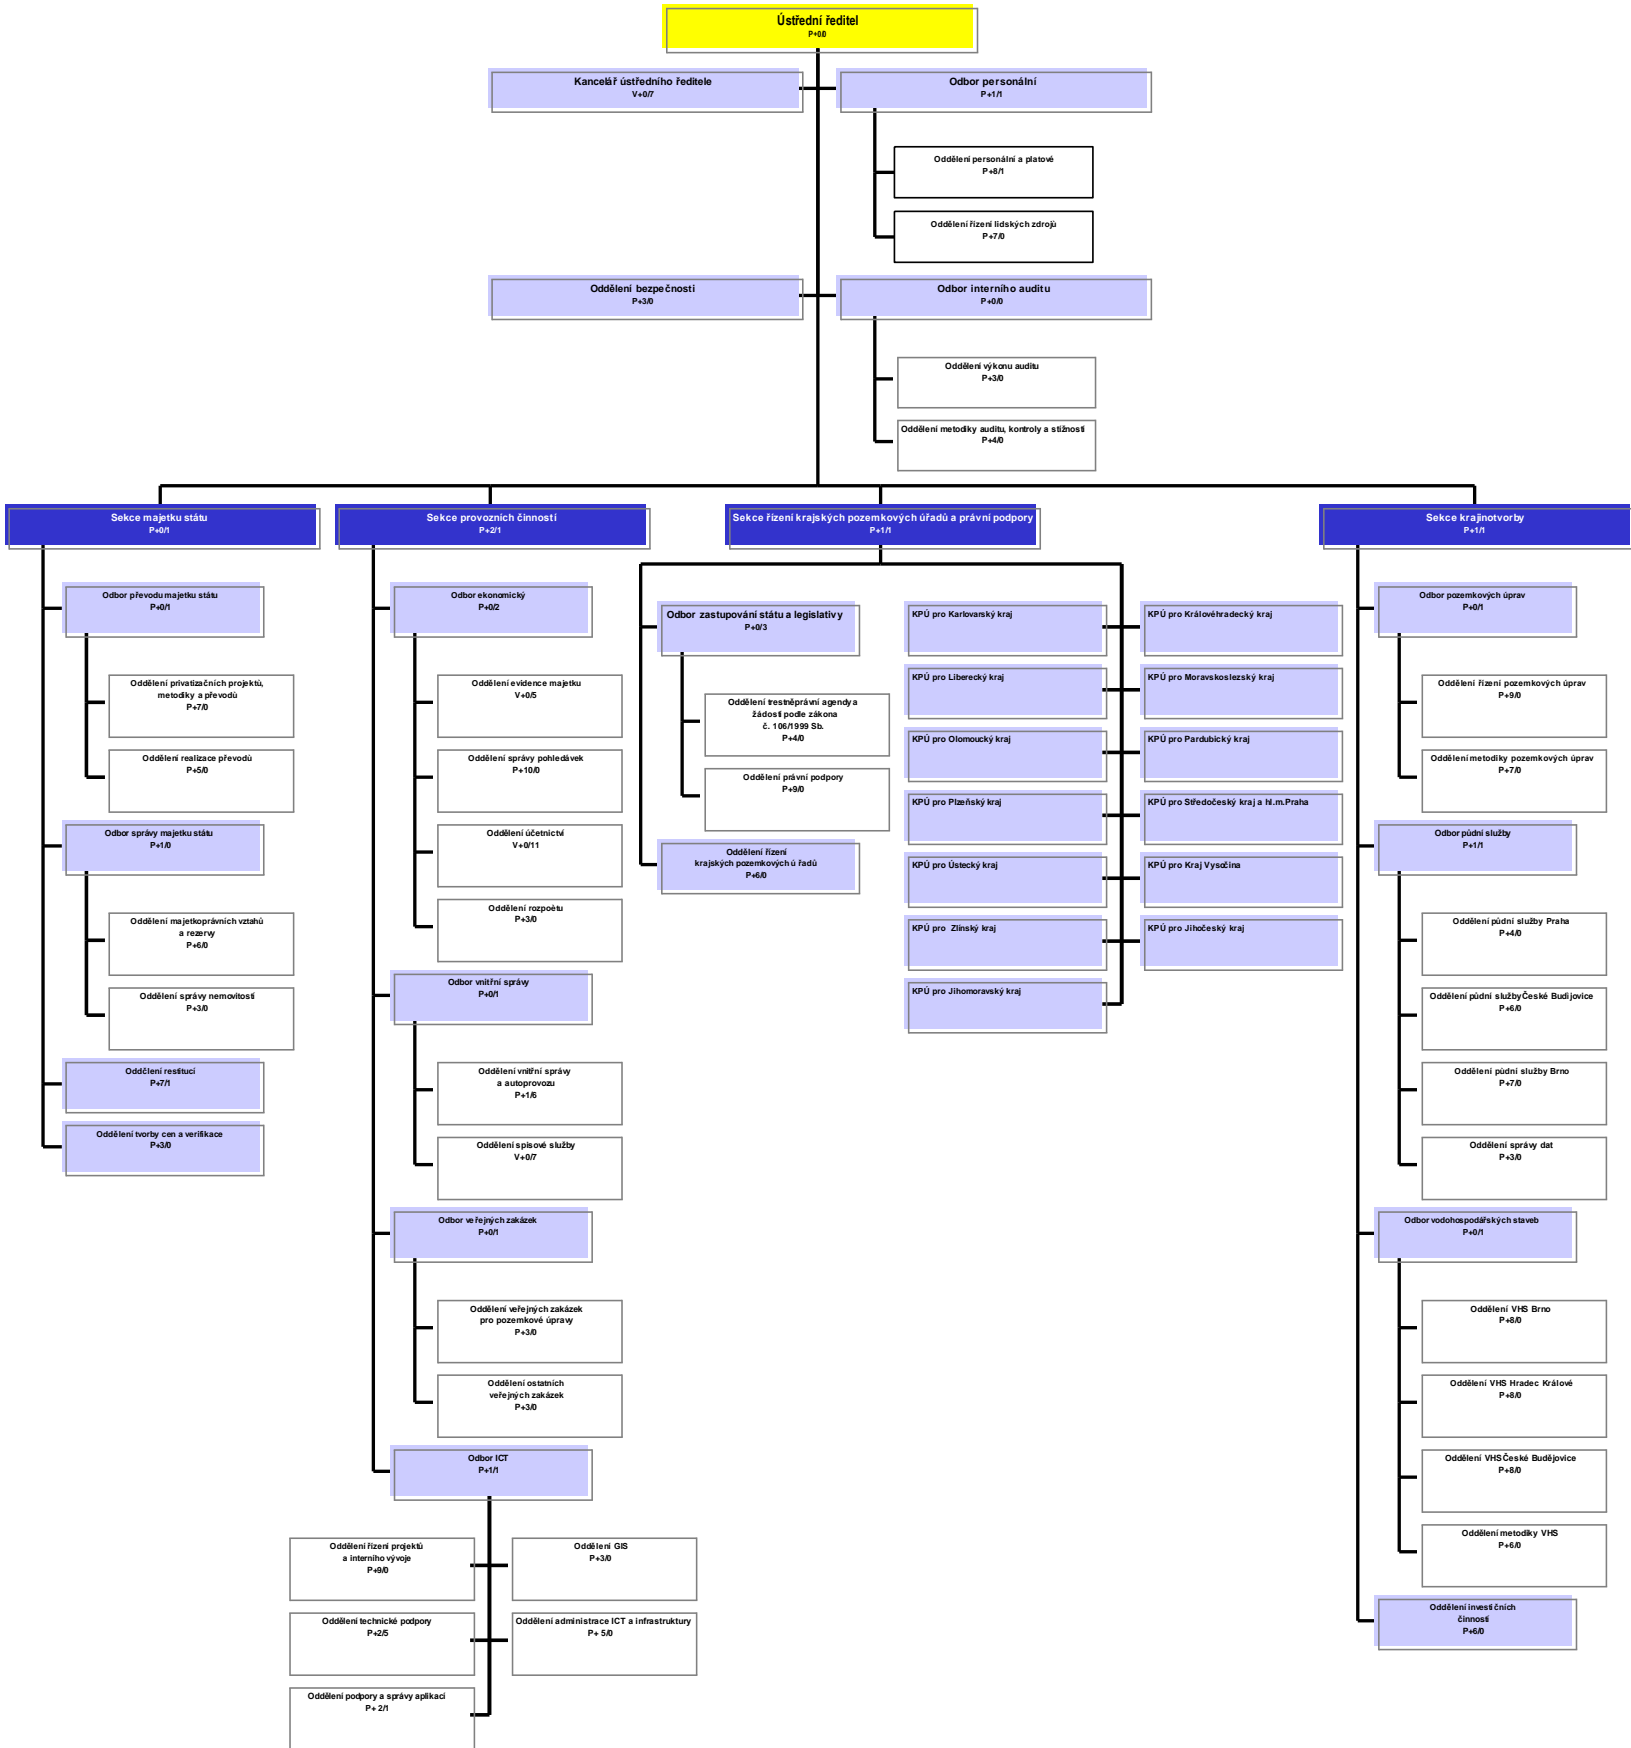 Ústřední ředitel
P+0/0
Kancelář ústředního ředitele
V+0/7
Odbor personální
P+1/1
Oddělení personální a platové
P+8/1
Oddělení řízení lidských zdrojů
P+7/0
Oddělení bezpečnosti
P+3/0
Odbor interního auditu
P+0/0
Oddělení výkonu auditu
P+3/0
Oddělení metodiky auditu, kontroly a stížností
P+4/0
Sekce majetku státu
P+0/1
Odbor převodu majetku státu
P+0/1
Oddělení privatizačních projektů,
metodiky a převodů
P+7/0
Oddělení realizace převodů
P+5/0
Odbor správy majetku státu
P+1/0
Oddělení majetkoprávních vztahů
a rezervy
P+6/0
Oddělení správy nemovitostí
P+3/0
Oddčlení restitucí
P+7/1
Oddělení tvorby cen a verifikace
P+3/0
Sekce provozních činností
P+2/1
Odbor ekonomický
P+0/2
Oddělení evidence majetku
V+0/5
Oddělení správy pohledávek
P+10/0
Oddělení účetnictví
V+0/11
Oddělení rozpoètu
P+3/0
Odbor vnitřní správy
P+0/1
Oddělení vnitřní správy
a autoprovozu
P+1/6
Oddělení spisové služby
V+0/7
Odbor veřejných zakázek
P+0/1
Oddělení veřejných zakázek
pro pozemkové úpravy
P+3/0
Oddělení ostatních
veřejných zakázek
P+3/0
Odbor ICT
P+1/1
Oddělení řízení projektů
a interního vývoje
P+9/0
Oddělení GIS
P+3/0
Oddělení technické podpory
P+2/5
Oddělení administrace ICT a infrastruktury
P+ 5/0
Oddělení podpory a správy aplikací
P+ 2/1
Sekce řízení krajských pozemkových úřadů a právní podpory
P+1/1
Odbor zastupování státu a legislativy
P+0/3
Oddělení trestněprávní agendy a
žádostí podle zákona
č. 106/1999 Sb.
P+4/0
Oddělení právní podpory
P+9/0
Oddělení řízení
krajských pozemkových ú řadů
P+6/0
KPÚ pro Karlovarský kraj
KPÚ pro Královéhradecký kraj
KPÚ pro Liberecký kraj
KPÚ pro Moravskoslezský kraj
KPÚ pro Olomoucký kraj
KPÚ pro Pardubický kraj
KPÚ pro Plzeňský kraj
KPÚ pro Středočeský kraj a hl.m.Praha
KPÚ pro Ústecký kraj
KPÚ pro Kraj Vysočina
KPÚ pro Zlínský kraj
KPÚ pro Jihočeský kraj
KPÚ pro Jihomoravský kraj
Sekce krajinotvorby
P+1/1
Odbor pozemkových úprav
P+0/1
Oddělení řízení pozemkových úprav
P+9/0
Oddělení metodiky pozemkových úprav
P+7/0
Odbor půdní služby
P+1/1
Oddělení půdní služby Praha
P+4/0
Oddělení půdní služby České Budijovice
P+6/0
Oddělení půdní služby Brno
P+7/0
Oddělení správy dat
P+3/0
Odbor vodohospodářských staveb
P+0/1
Oddělení VHS Brno
P+8/0
Oddělení VHS Hradec Králové
P+8/0
Oddělení VHS České Budějovice
P+8/0
Oddělení metodiky VHS
P+6/0
Oddělení investičních
činností
P+6/0